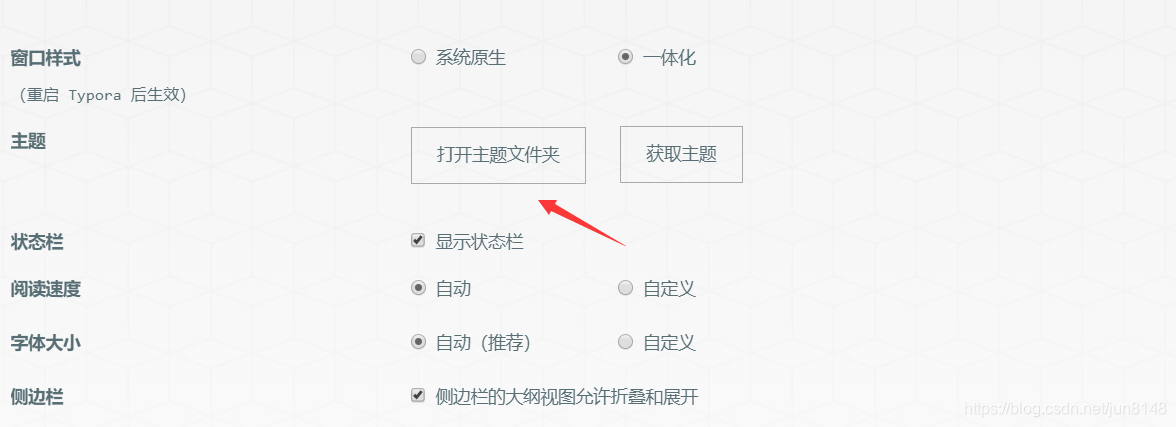 窗口样式 系统原生 一体化
（重启 Typora 后生效）
主题 打开主题文件夹 获取主题
状态栏 显示状态栏
阅读速度 自动 自定义
字体大小 自动（推荐） 自定义
侧边栏 侧边栏的大纲视图允许折叠和展开
https://blog.csdn.net/jun8148